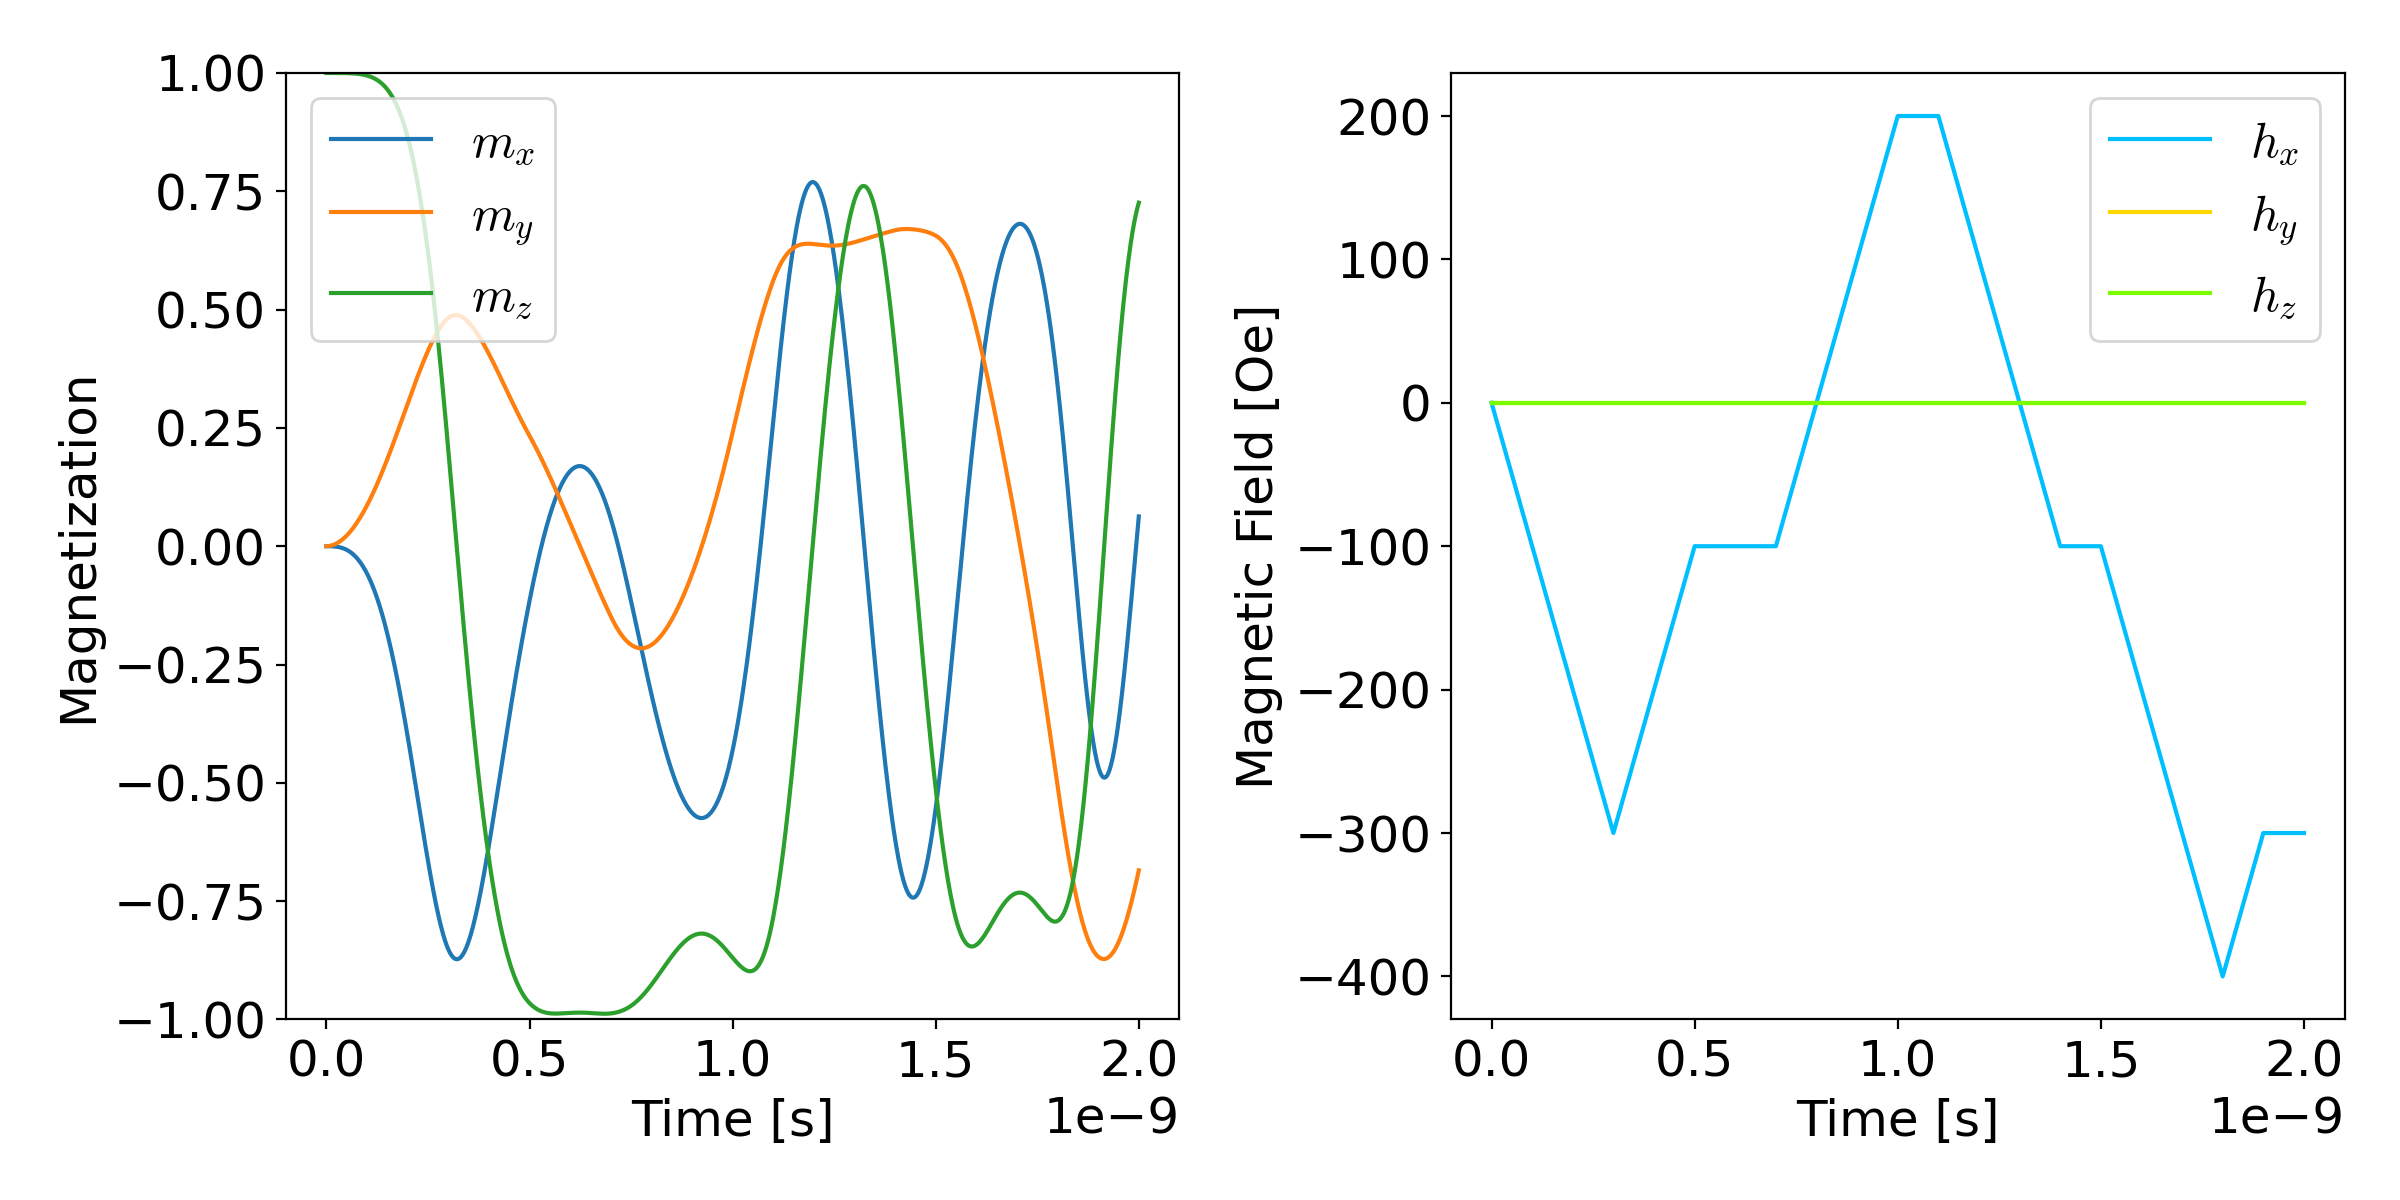 1.00
0.75
0.50
0.25
0.00
−0.25
−0.50
−0.75
−1.00
Magnetization
m_x
m_y
m_z
0.0 0.5 1.0 1.5 2.0
Time [s]
1e−9
200
100
0
−100
−200
−300
−400
Magnetic Field [Oe]
h_x
h_y
h_z
0.0 0.5 1.0 1.5 2.0
Time [s]
1e−9